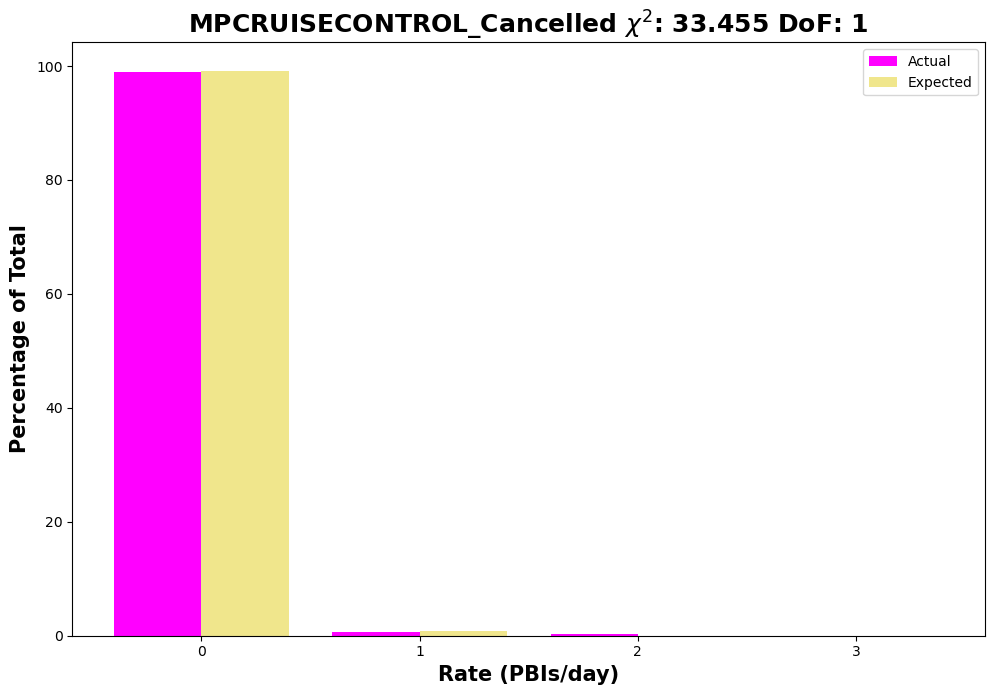 MPCRUISECONTROL_Cancelled χ²: 33.455 DoF: 1
Actual
Expected
Percentage of Total
100
80
60
40
20
0
0 1 2 3
Rate (PBIs/day)